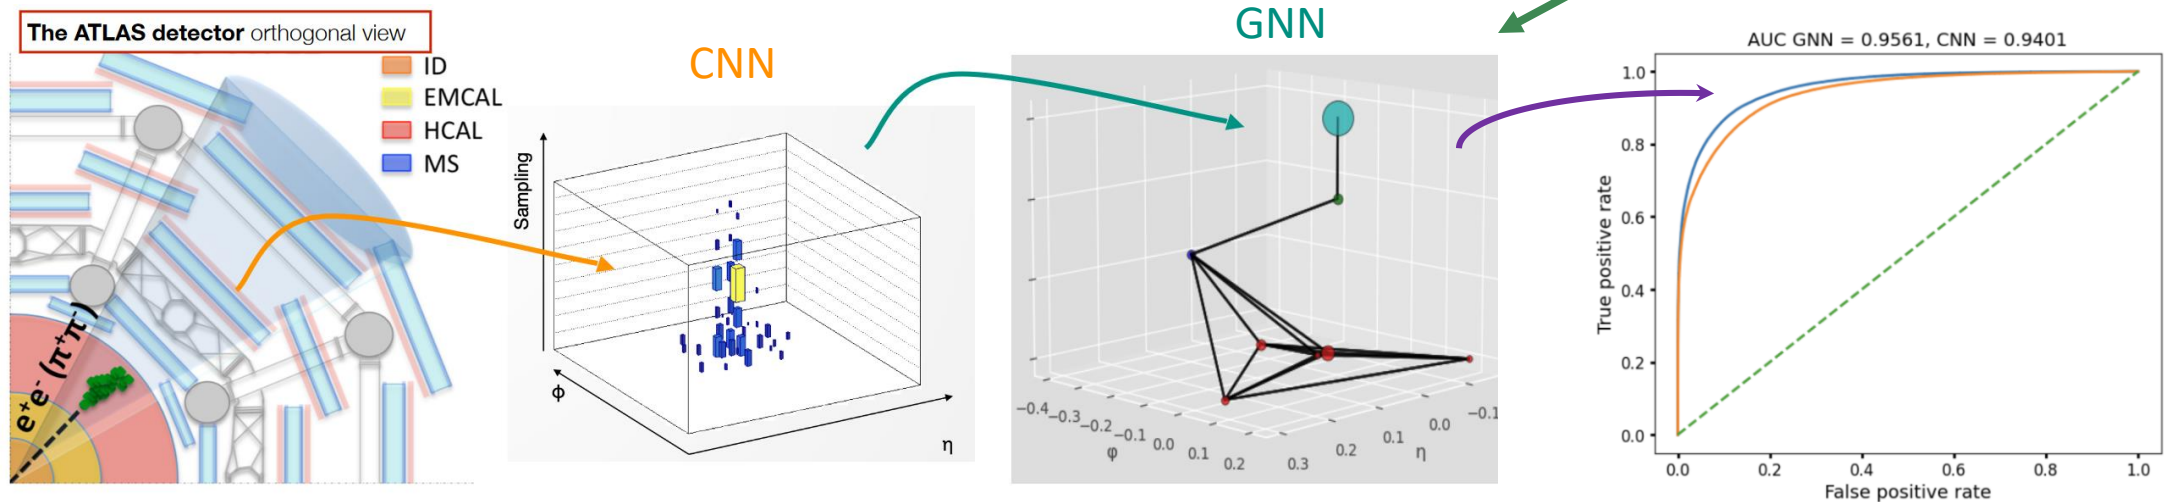 The ATLAS detector orthogonal view
ID
EMCAL
HCAL
MS
e⁺e⁻ (π⁺π⁻)
CNN
Sampling
ϕ
η
GNN
−0.4
−0.3
−0.2
−0.1
0.0
0.1
0.2
φ
0.3
0.2
0.1
0.0
−0.1
η
AUC GNN = 0.9561, CNN = 0.9401
1.0
0.8
0.6
0.4
0.2
0.0
True positive rate
0.0 0.2 0.4 0.6 0.8 1.0
False positive rate